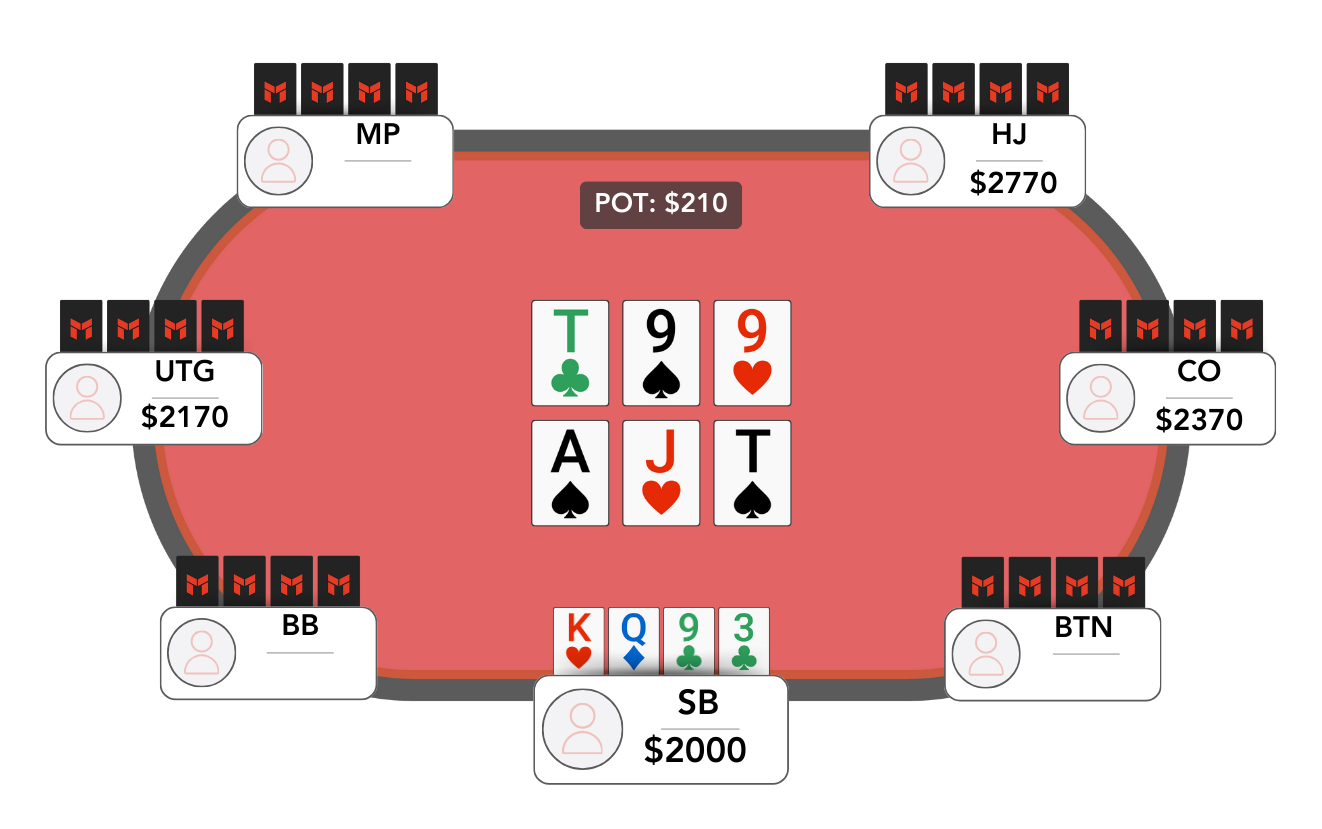 MP
HJ
$2770
POT: $210
T 9 9
UTG
$2170
CO
$2370
A J T
BB
K Q 9 3
BTN
SB
$2000